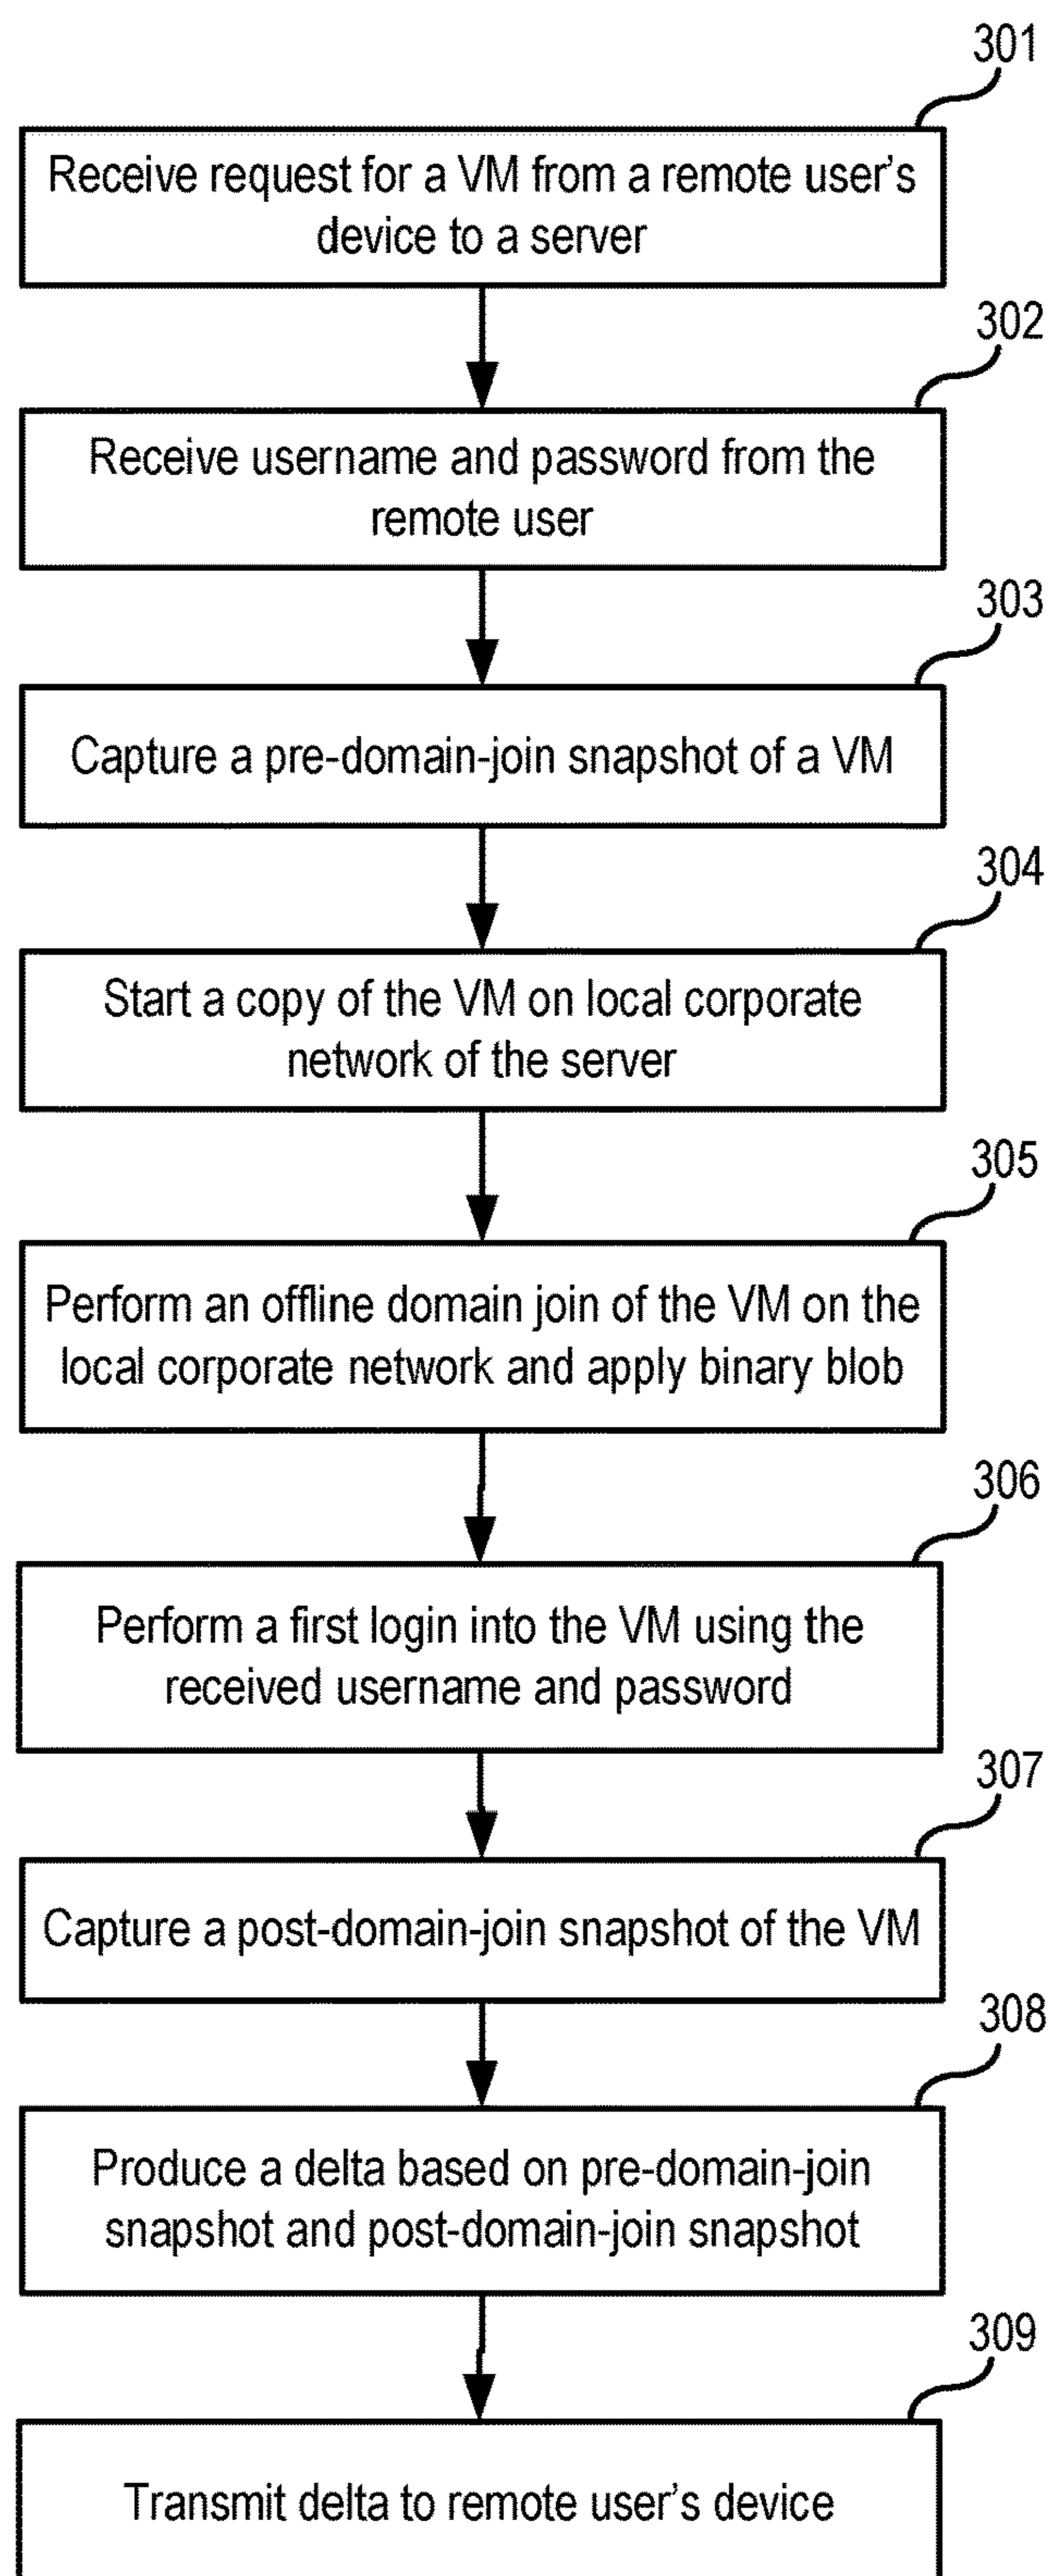 301
Receive request for a VM from a remote user's
device to a server
302
Receive username and password from the
remote user
303
Capture a pre-domain-join snapshot of a VM
304
Start a copy of the VM on local corporate
network of the server
305
Perform an offline domain join of the VM on the
local corporate network and apply binary blob
306
Perform a first login into the VM using the
received username and password
307
Capture a post-domain-join snapshot of the VM
308
Produce a delta based on pre-domain-join
snapshot and post-domain-join snapshot
309
Transmit delta to remote user's device